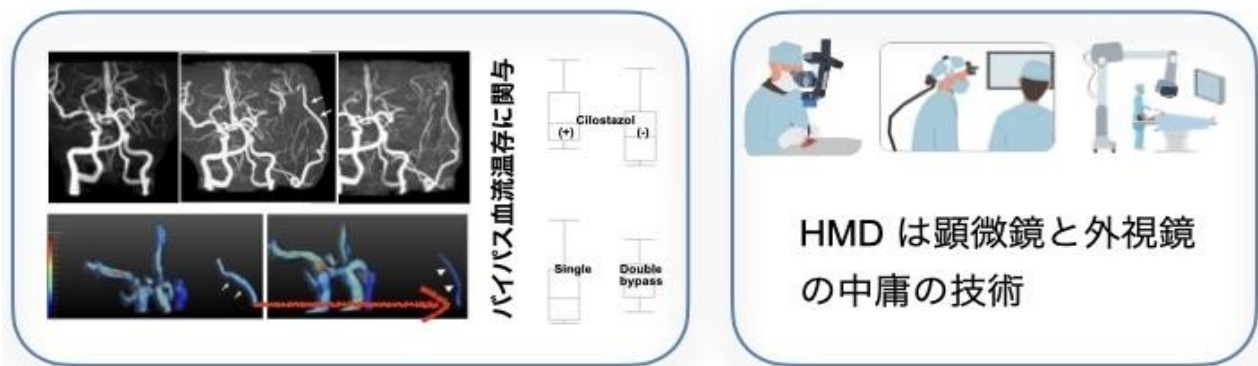 バイパス血流温存に関与
Cilostazol
(+) (-)
Single Double
bypass
HMD は顕微鏡と外視鏡
の中庸の技術